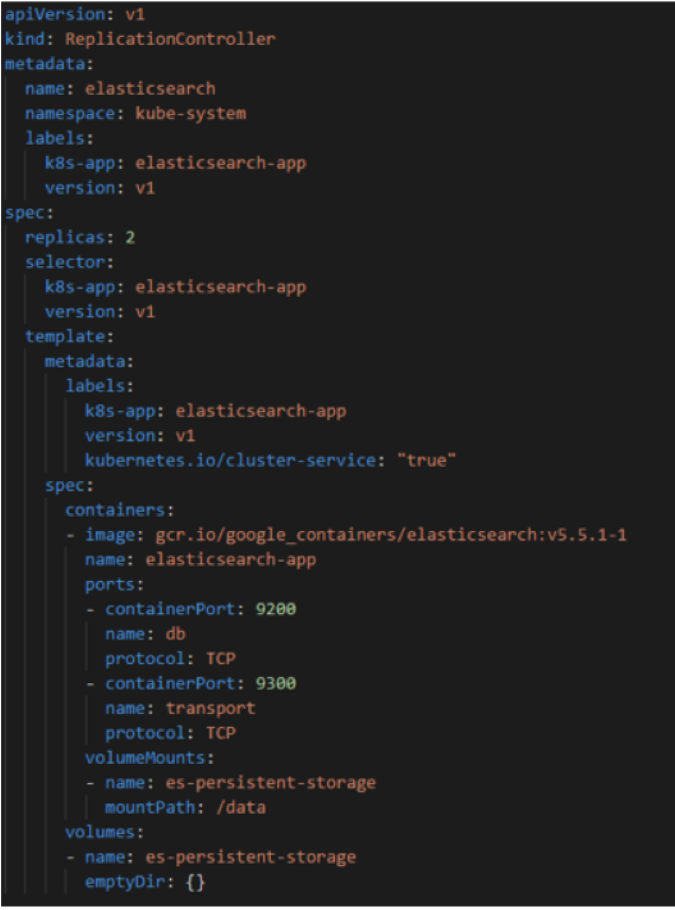 apiVersion: v1
kind: ReplicationController
metadata:
  name: elasticsearch
  namespace: kube-system
  labels:
    k8s-app: elasticsearch-app
    version: v1
spec:
  replicas: 2
  selector:
    k8s-app: elasticsearch-app
    version: v1
  template:
    metadata:
      labels:
        k8s-app: elasticsearch-app
        version: v1
        kubernetes.io/cluster-service: "true"
    spec:
      containers:
      - image: gcr.io/google_containers/elasticsearch:v5.5.1-1
        name: elasticsearch-app
        ports:
        - containerPort: 9200
          name: db
          protocol: TCP
        - containerPort: 9300
          name: transport
          protocol: TCP
        volumeMounts:
        - name: es-persistent-storage
          mountPath: /data
      volumes:
      - name: es-persistent-storage
        emptyDir: {}